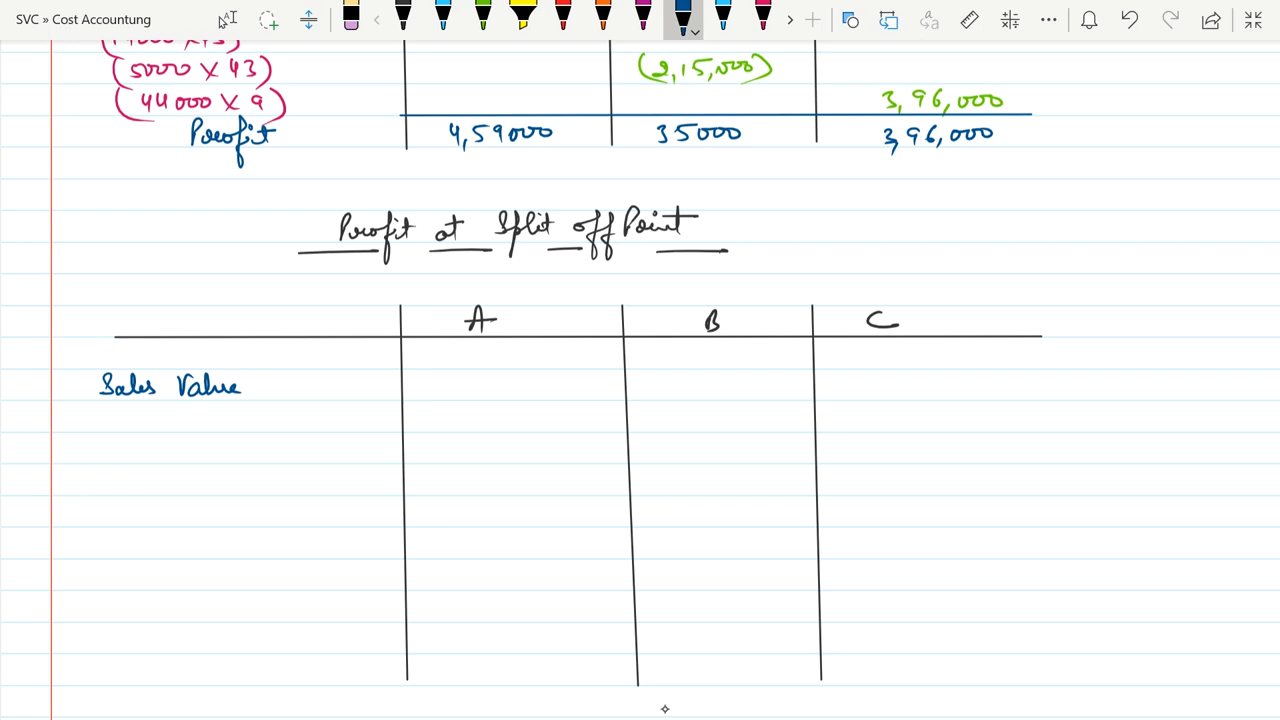 SVC » Cost Accountung
(5000 X 43) (2,15,000)
(44000 X 9) 3,96,000
Profit 4,59000 35000 3,96,000
Profit at Split off Point
A B C
Sales Value